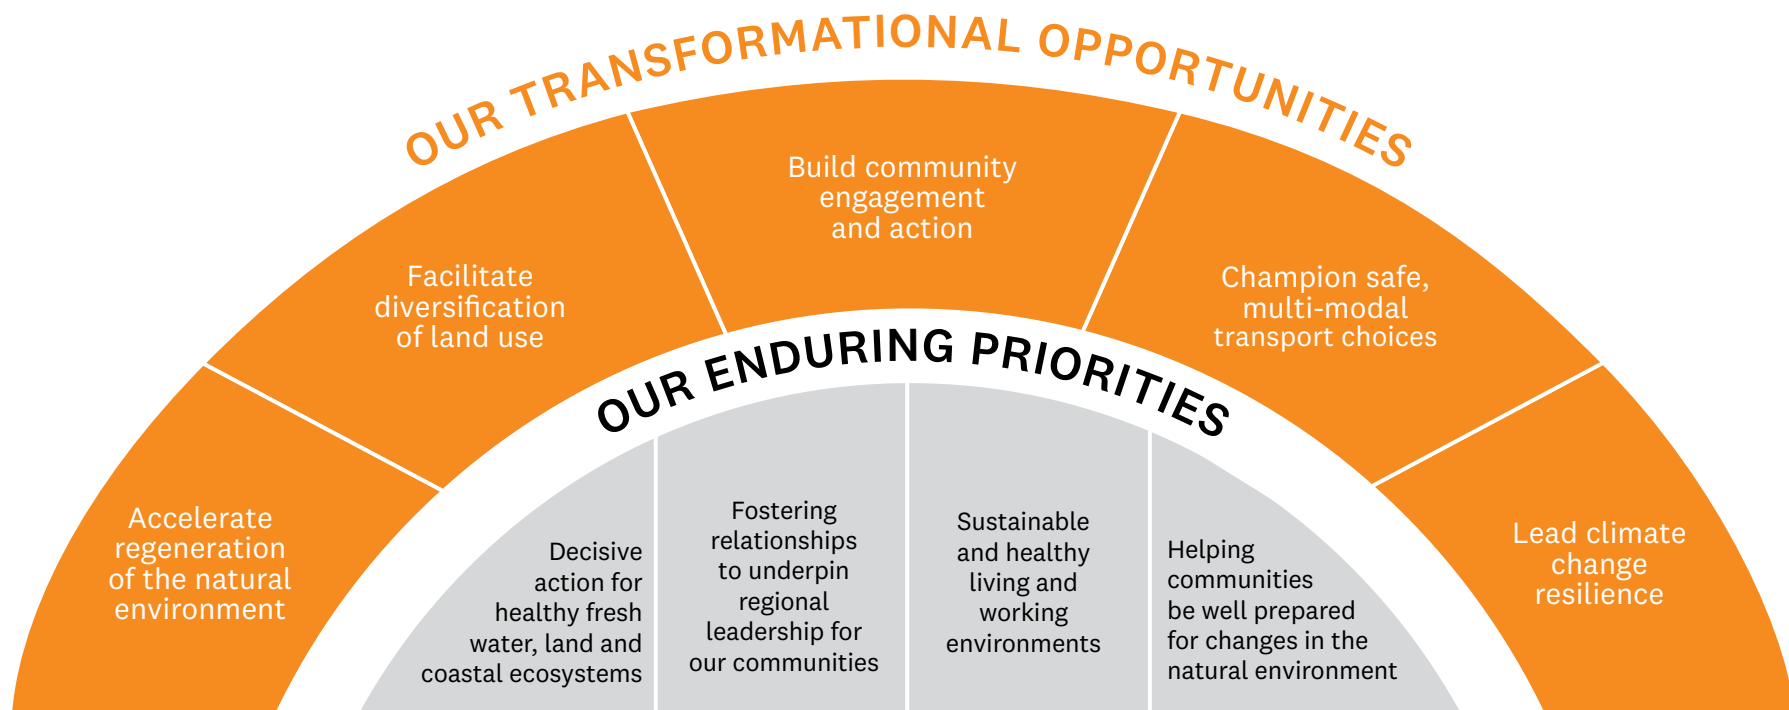 OUR TRANSFORMATIONAL OPPORTUNITIES
Accelerate
regeneration
of the natural
environment
Facilitate
diversification
of land use
Build community
engagement
and action
Champion safe,
multi-modal
transport choices
Lead climate
change
resilience
OUR ENDURING PRIORITIES
Decisive
action for
healthy fresh
water, land and
coastal ecosystems
Fostering
relationships
to underpin
regional
leadership for
our communities
Sustainable
and healthy
living and
working
environments
Helping
communities
be well prepared
for changes in the
natural environment